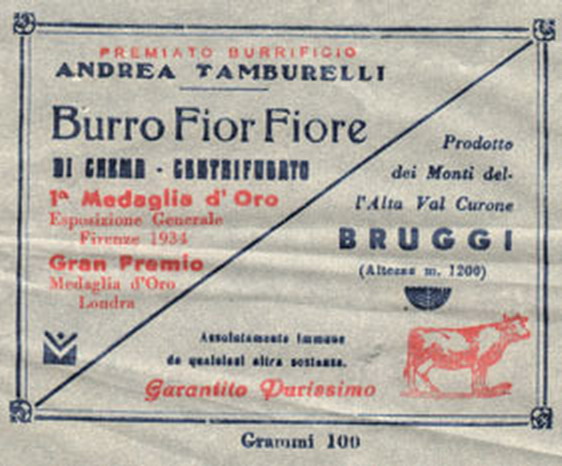 PREMIATO BURRIFICIO
ANDREA TAMBURELLI
Burro Fior Fiore
DI CREMA - CENTRIFUGATO
1ª Medaglia d'Oro
Esposizione Generale
Firenze 1934
Gran Premio
Medaglia d'Oro
Londra
Prodotto
dei Monti del-
l'Alta Val Curone
BRUGGI
(Altezza m. 1200)
Assolutamente immune
da qualsiasi altra sostanza.
Garantito Purissimo
Grammi 100